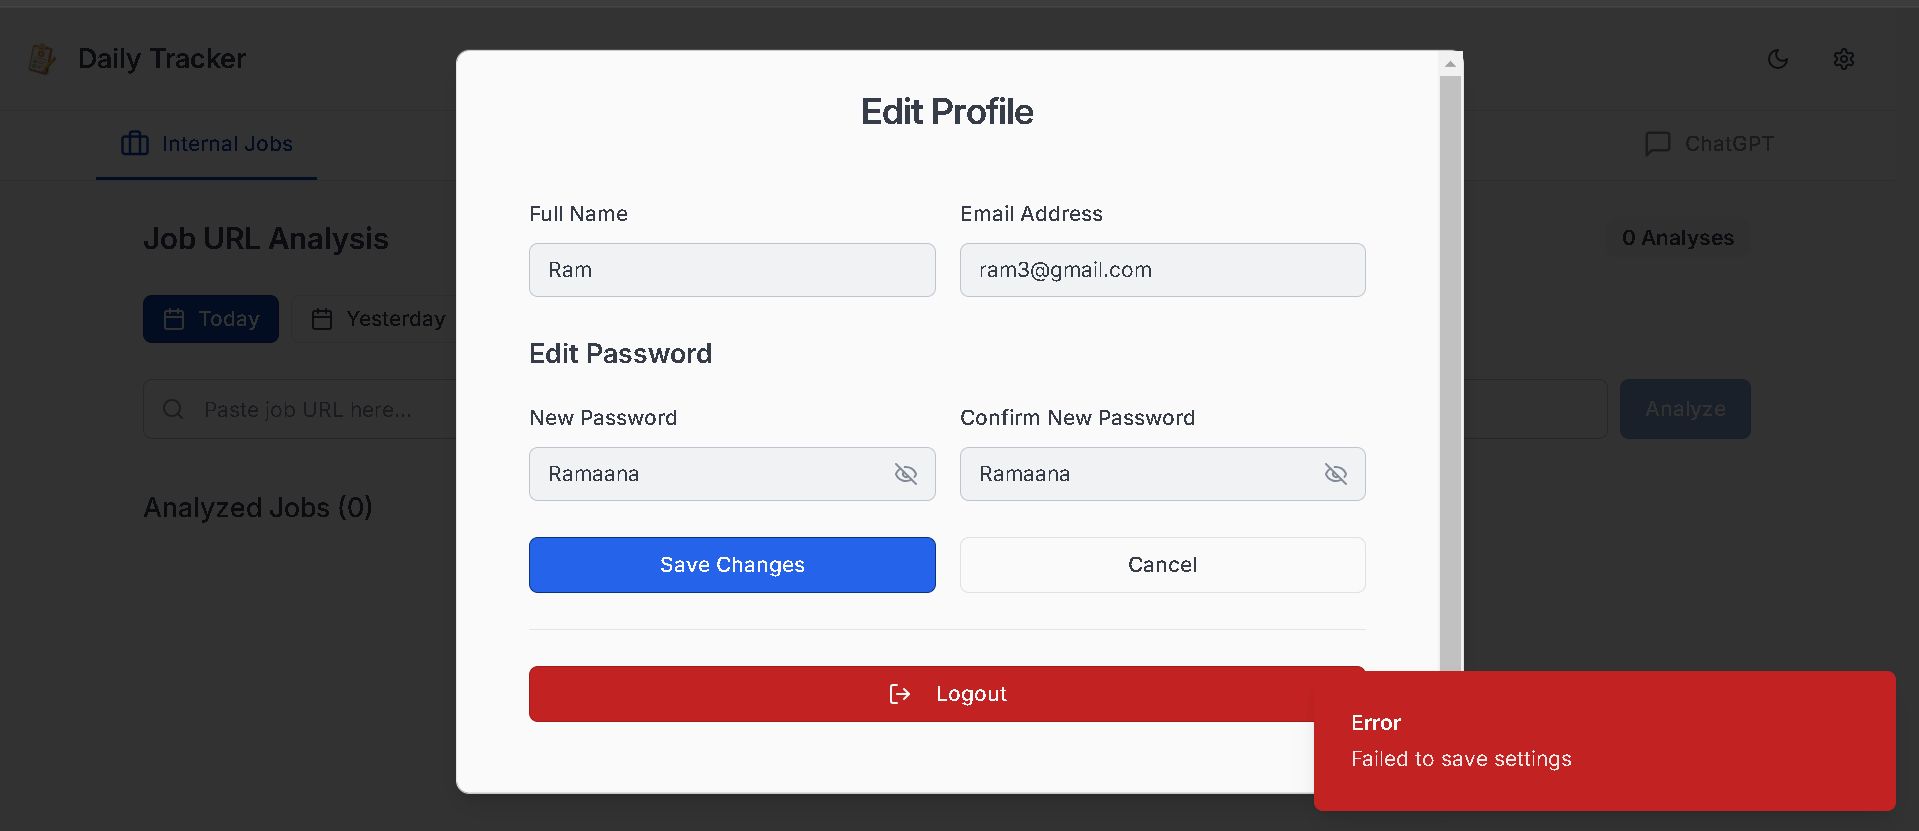 Daily Tracker
Internal Jobs
ChatGPT
Job URL Analysis
0 Analyses
Today
Yesterday
Paste job URL here...
Analyze
Analyzed Jobs (0)
Edit Profile
Full Name
Email Address
Ram
ram3@gmail.com
Edit Password
New Password
Confirm New Password
Ramaana
Ramaana
Save Changes
Cancel
Logout
Error
Failed to save settings